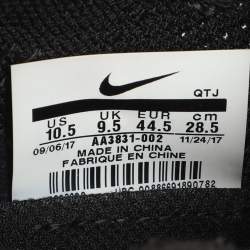 QTJ
US UK EUR cm
10.5 9.5 44.5 28.5
09/06/17 AA3831-002 11/24/17
MADE IN CHINA
FABRIQUE EN CHINE